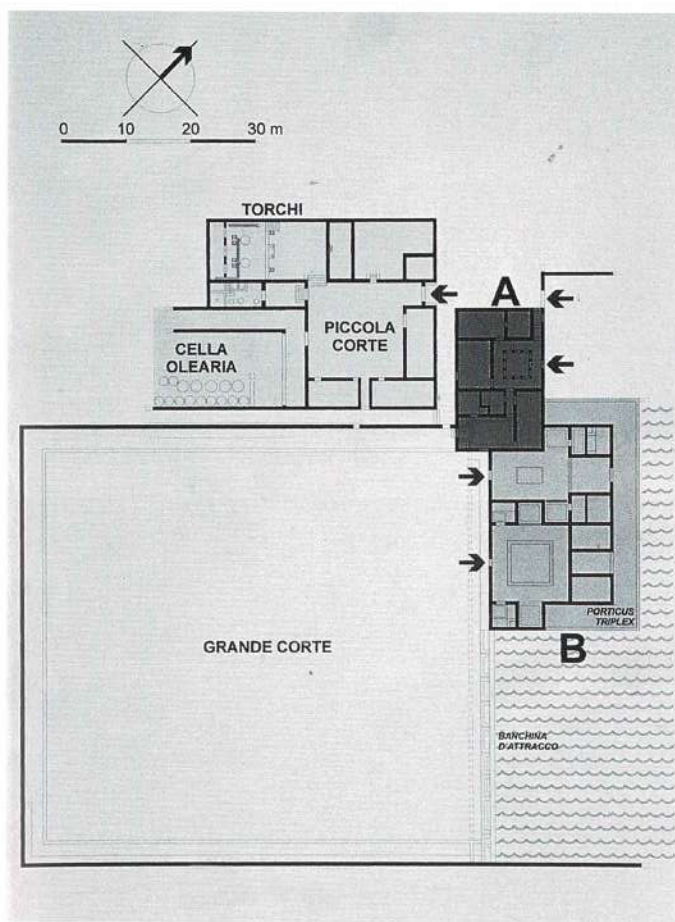 0 10 20 30 m
TORCHI
A
PICCOLA
CORTE
CELLA
OLEARIA
PORTICUS
TRIPLEX
GRANDE CORTE
B
BANCHINA
D'ATTRACCO